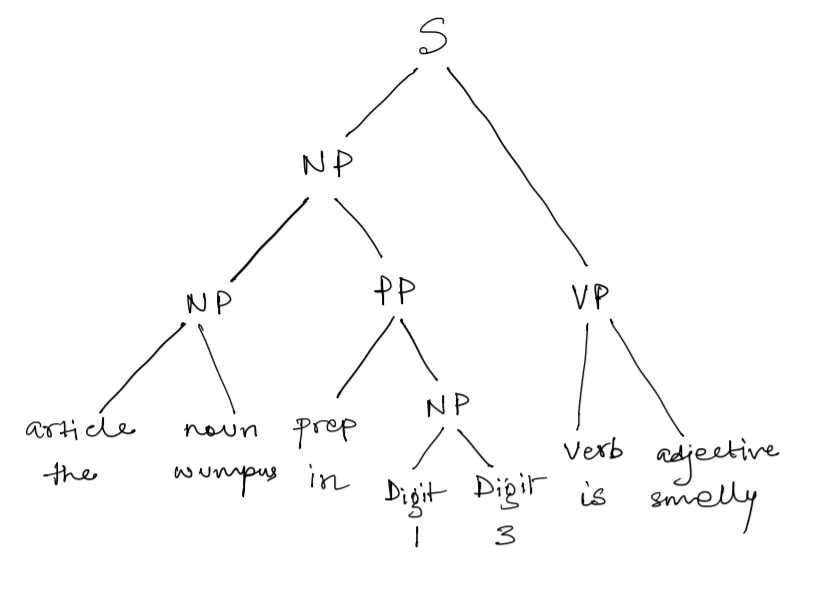 S
NP
NP PP VP
NP
article noun prep verb adjective
the wumpus in Digit Digit is smelly
1 3